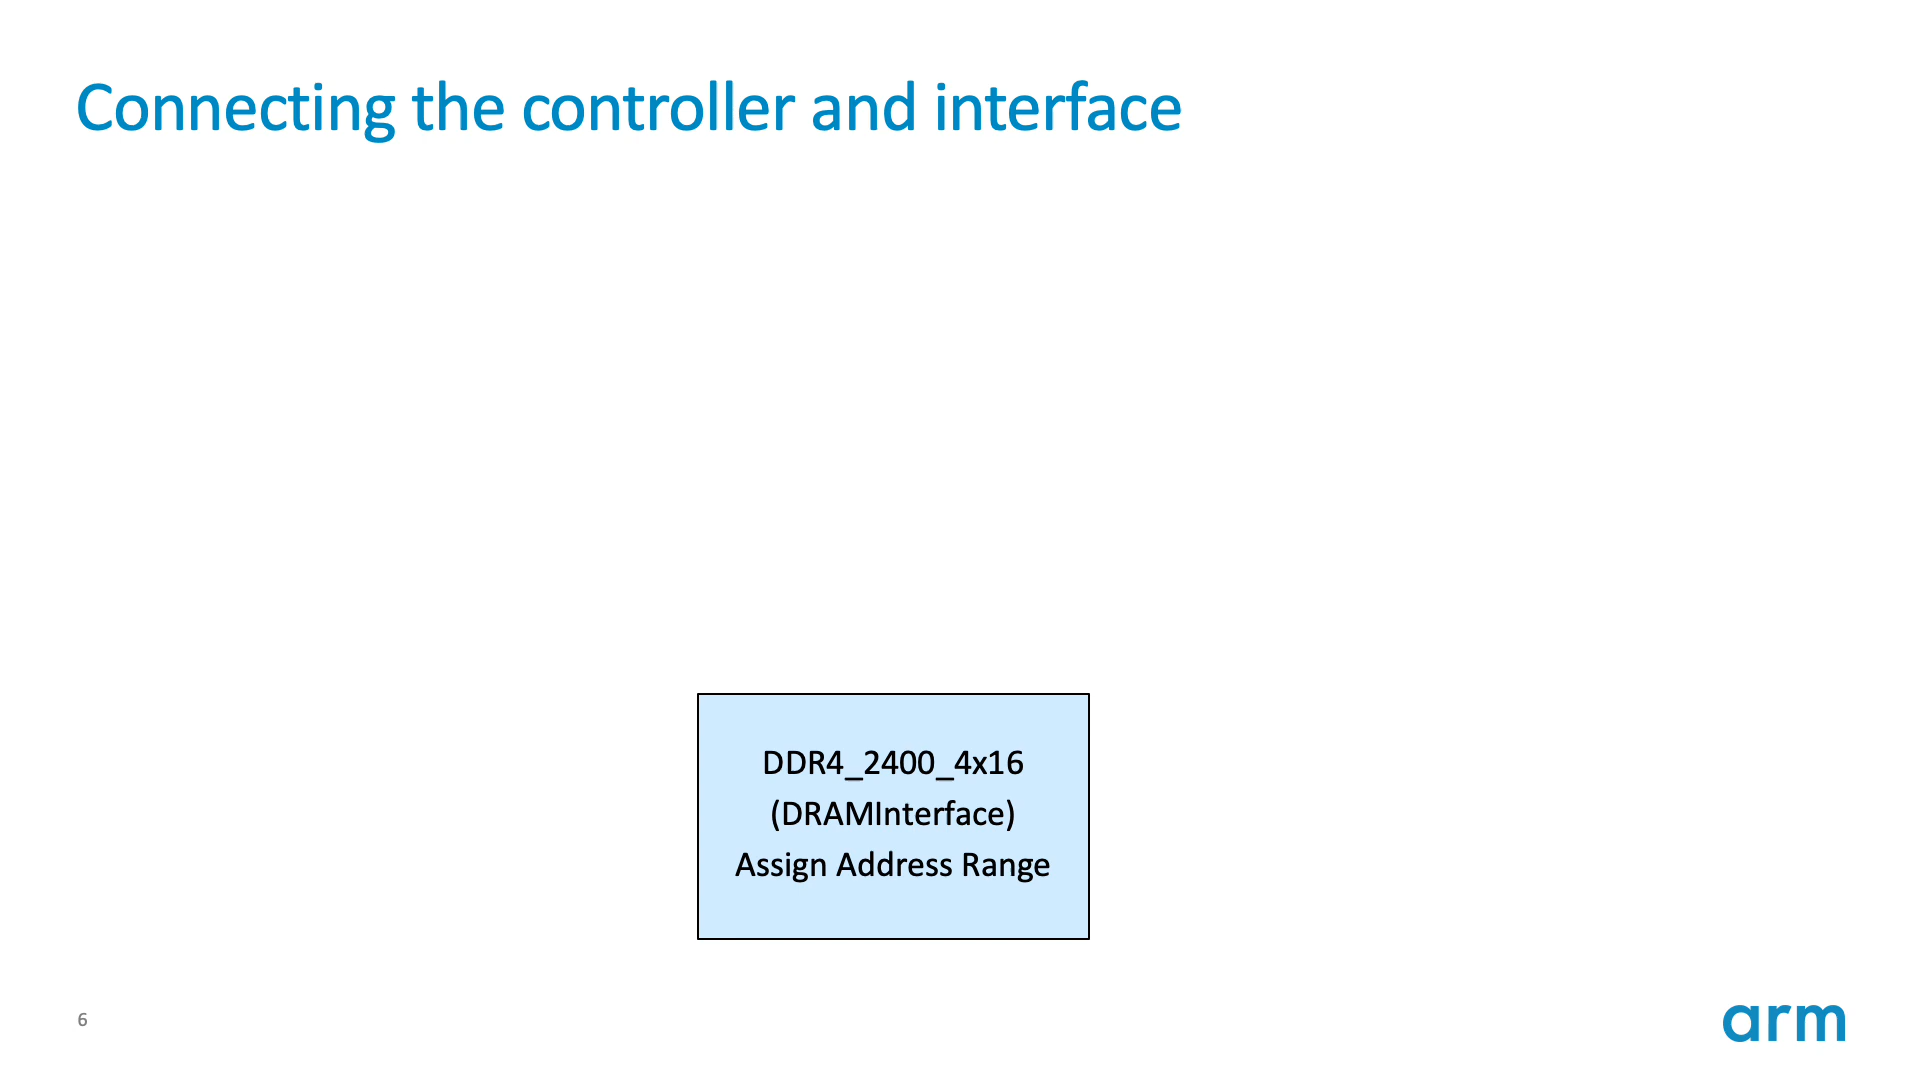 Connecting the controller and interface
DDR4_2400_4x16
(DRAMInterface)
Assign Address Range
6
arm